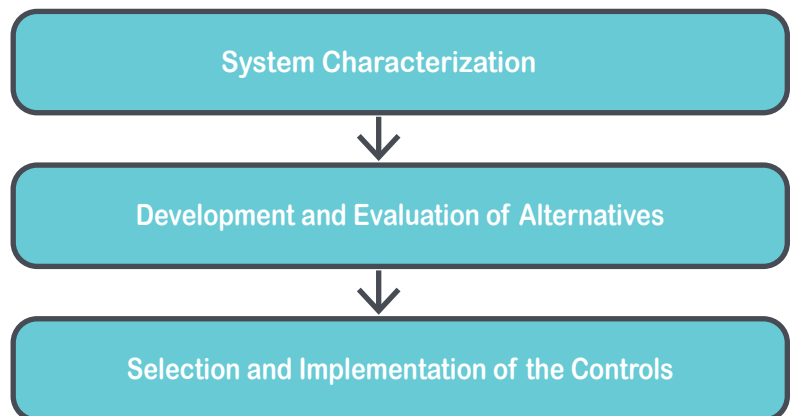 System Characterization
Development and Evaluation of Alternatives
Selection and Implementation of the Controls